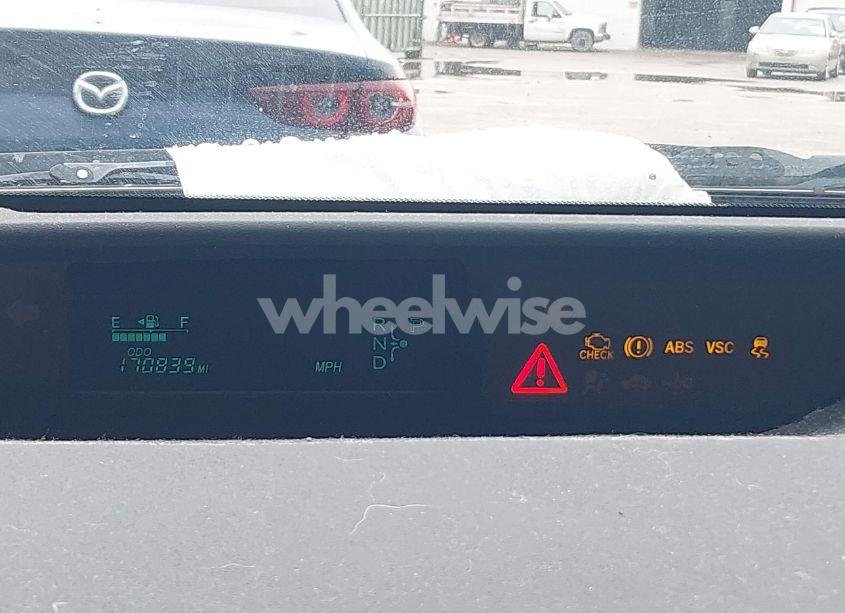 wheelwise
E F
ODO
170839 MI
MPH
R P
N
D
CHECK
ABS
VSC